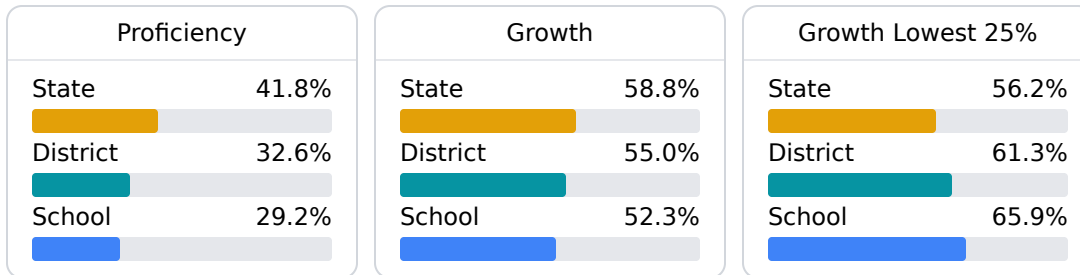 Proficiency
State 41.8%
District 32.6%
School 29.2%
Growth
State 58.8%
District 55.0%
School 52.3%
Growth Lowest 25%
State 56.2%
District 61.3%
School 65.9%